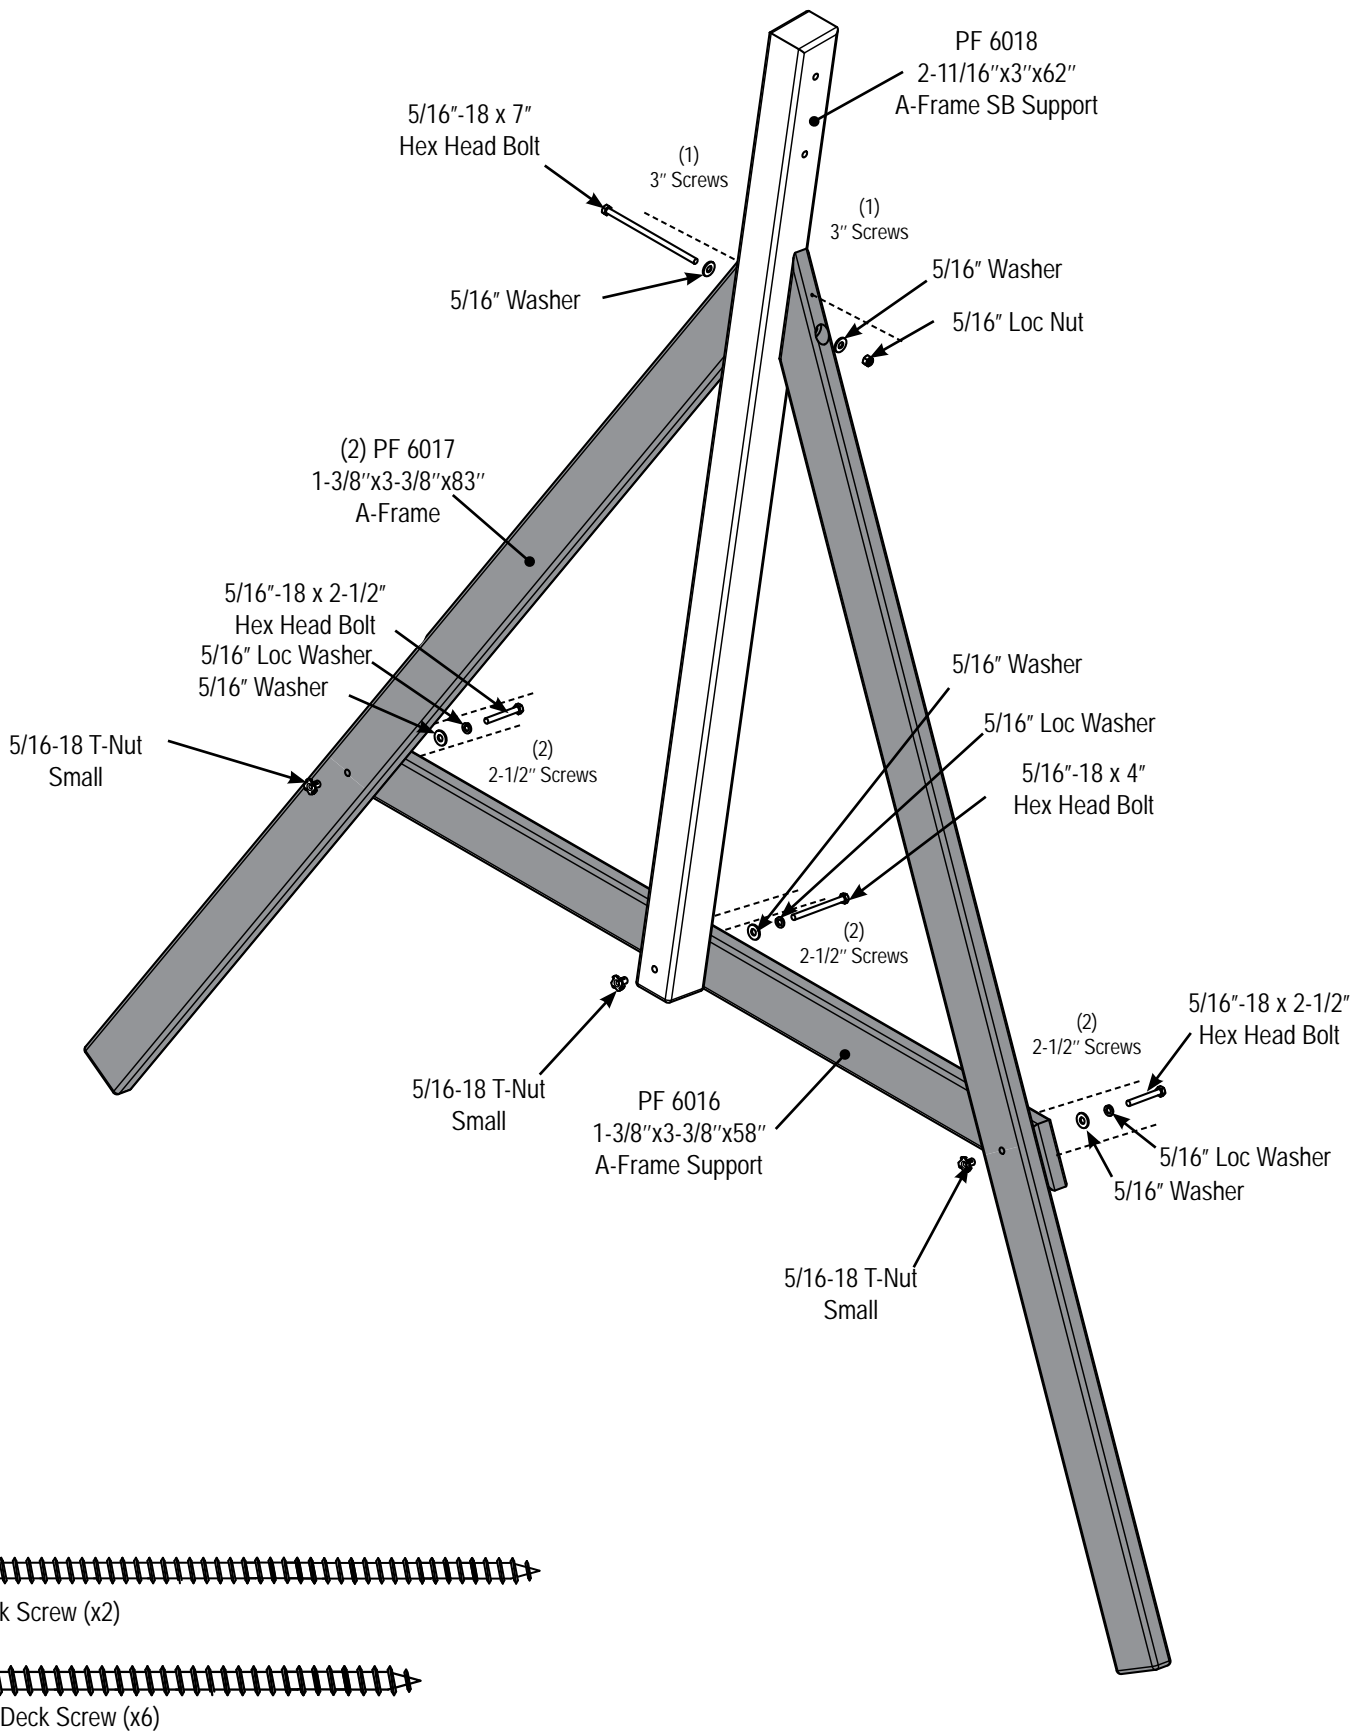 PF 6018
2-11/16"x3"x62"
A-Frame SB Support
5/16"-18 x 7"
Hex Head Bolt
(1)
3" Screws
(1)
3" Screws
5/16" Washer
5/16" Washer
5/16" Loc Nut
(2) PF 6017
1-3/8"x3-3/8"x83"
A-Frame
5/16"-18 x 2-1/2"
Hex Head Bolt
5/16" Loc Washer
5/16" Washer
5/16-18 T-Nut
Small
(2)
2-1/2" Screws
5/16" Washer
5/16" Loc Washer
5/16"-18 x 4"
Hex Head Bolt
(2)
2-1/2" Screws
5/16-18 T-Nut
Small
PF 6016
1-3/8"x3-3/8"x58"
A-Frame Support
(2)
2-1/2" Screws
5/16"-18 x 2-1/2"
Hex Head Bolt
5/16" Loc Washer
5/16" Washer
5/16-18 T-Nut
Small
k Screw (x2)
Deck Screw (x6)